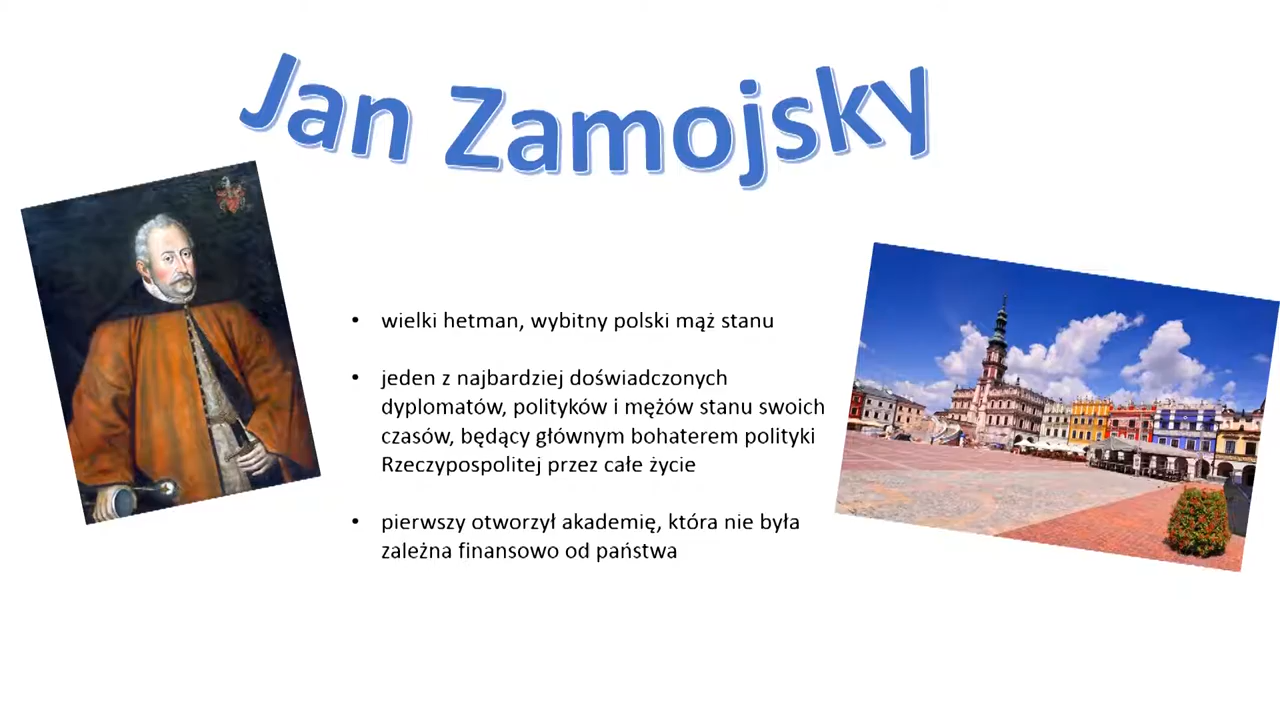 Jan Zamojsky
• wielki hetman, wybitny polski mąż stanu
• jeden z najbardziej doświadczonych
dyplomatów, polityków i mężów stanu swoich
czasów, będący głównym bohaterem polityki
Rzeczypospolitej przez całe życie
• pierwszy otworzył akademię, która nie była
zależna finansowo od państwa